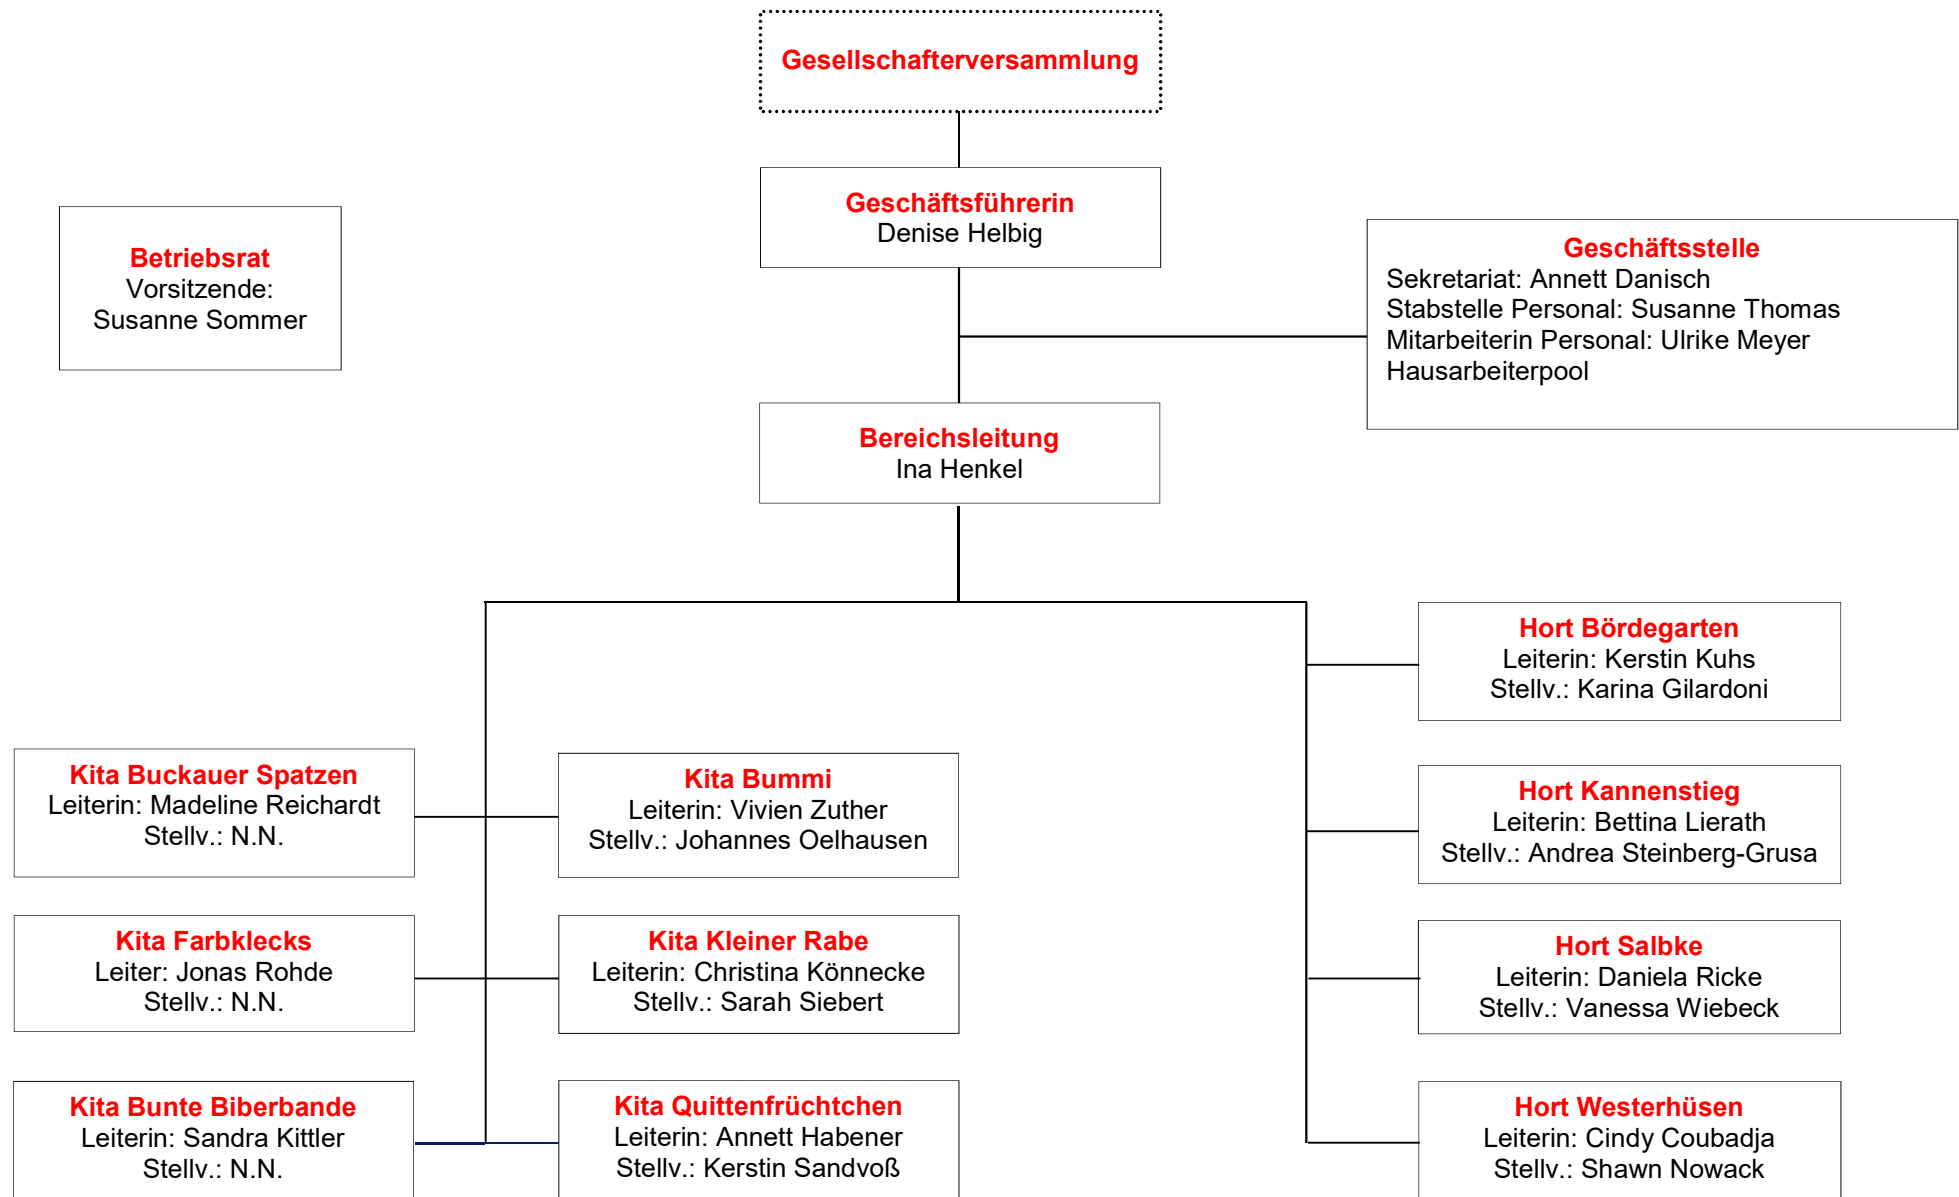 Gesellschafterversammlung
Geschäftsführerin
Denise Helbig
Betriebsrat
Vorsitzende:
Susanne Sommer
Geschäftsstelle
Sekretariat: Annett Danisch
Stabstelle Personal: Susanne Thomas
Mitarbeiterin Personal: Ulrike Meyer
Hausarbeiterpool
Bereichsleitung
Ina Henkel
Hort Bördegarten
Leiterin: Kerstin Kuhs
Stellv.: Karina Gilardoni
Kita Buckauer Spatzen
Leiterin: Madeline Reichardt
Stellv.: N.N.
Kita Bummi
Leiterin: Vivien Zuther
Stellv.: Johannes Oelhausen
Hort Kannenstieg
Leiterin: Bettina Lierath
Stellv.: Andrea Steinberg-Grusa
Kita Farbklecks
Leiter: Jonas Rohde
Stellv.: N.N.
Kita Kleiner Rabe
Leiterin: Christina Könnecke
Stellv.: Sarah Siebert
Hort Salbke
Leiterin: Daniela Ricke
Stellv.: Vanessa Wiebeck
Kita Bunte Biberbande
Leiterin: Sandra Kittler
Stellv.: N.N.
Kita Quittenfrüchtchen
Leiterin: Annett Habener
Stellv.: Kerstin Sandvoß
Hort Westerhüsen
Leiterin: Cindy Coubadja
Stellv.: Shawn Nowack